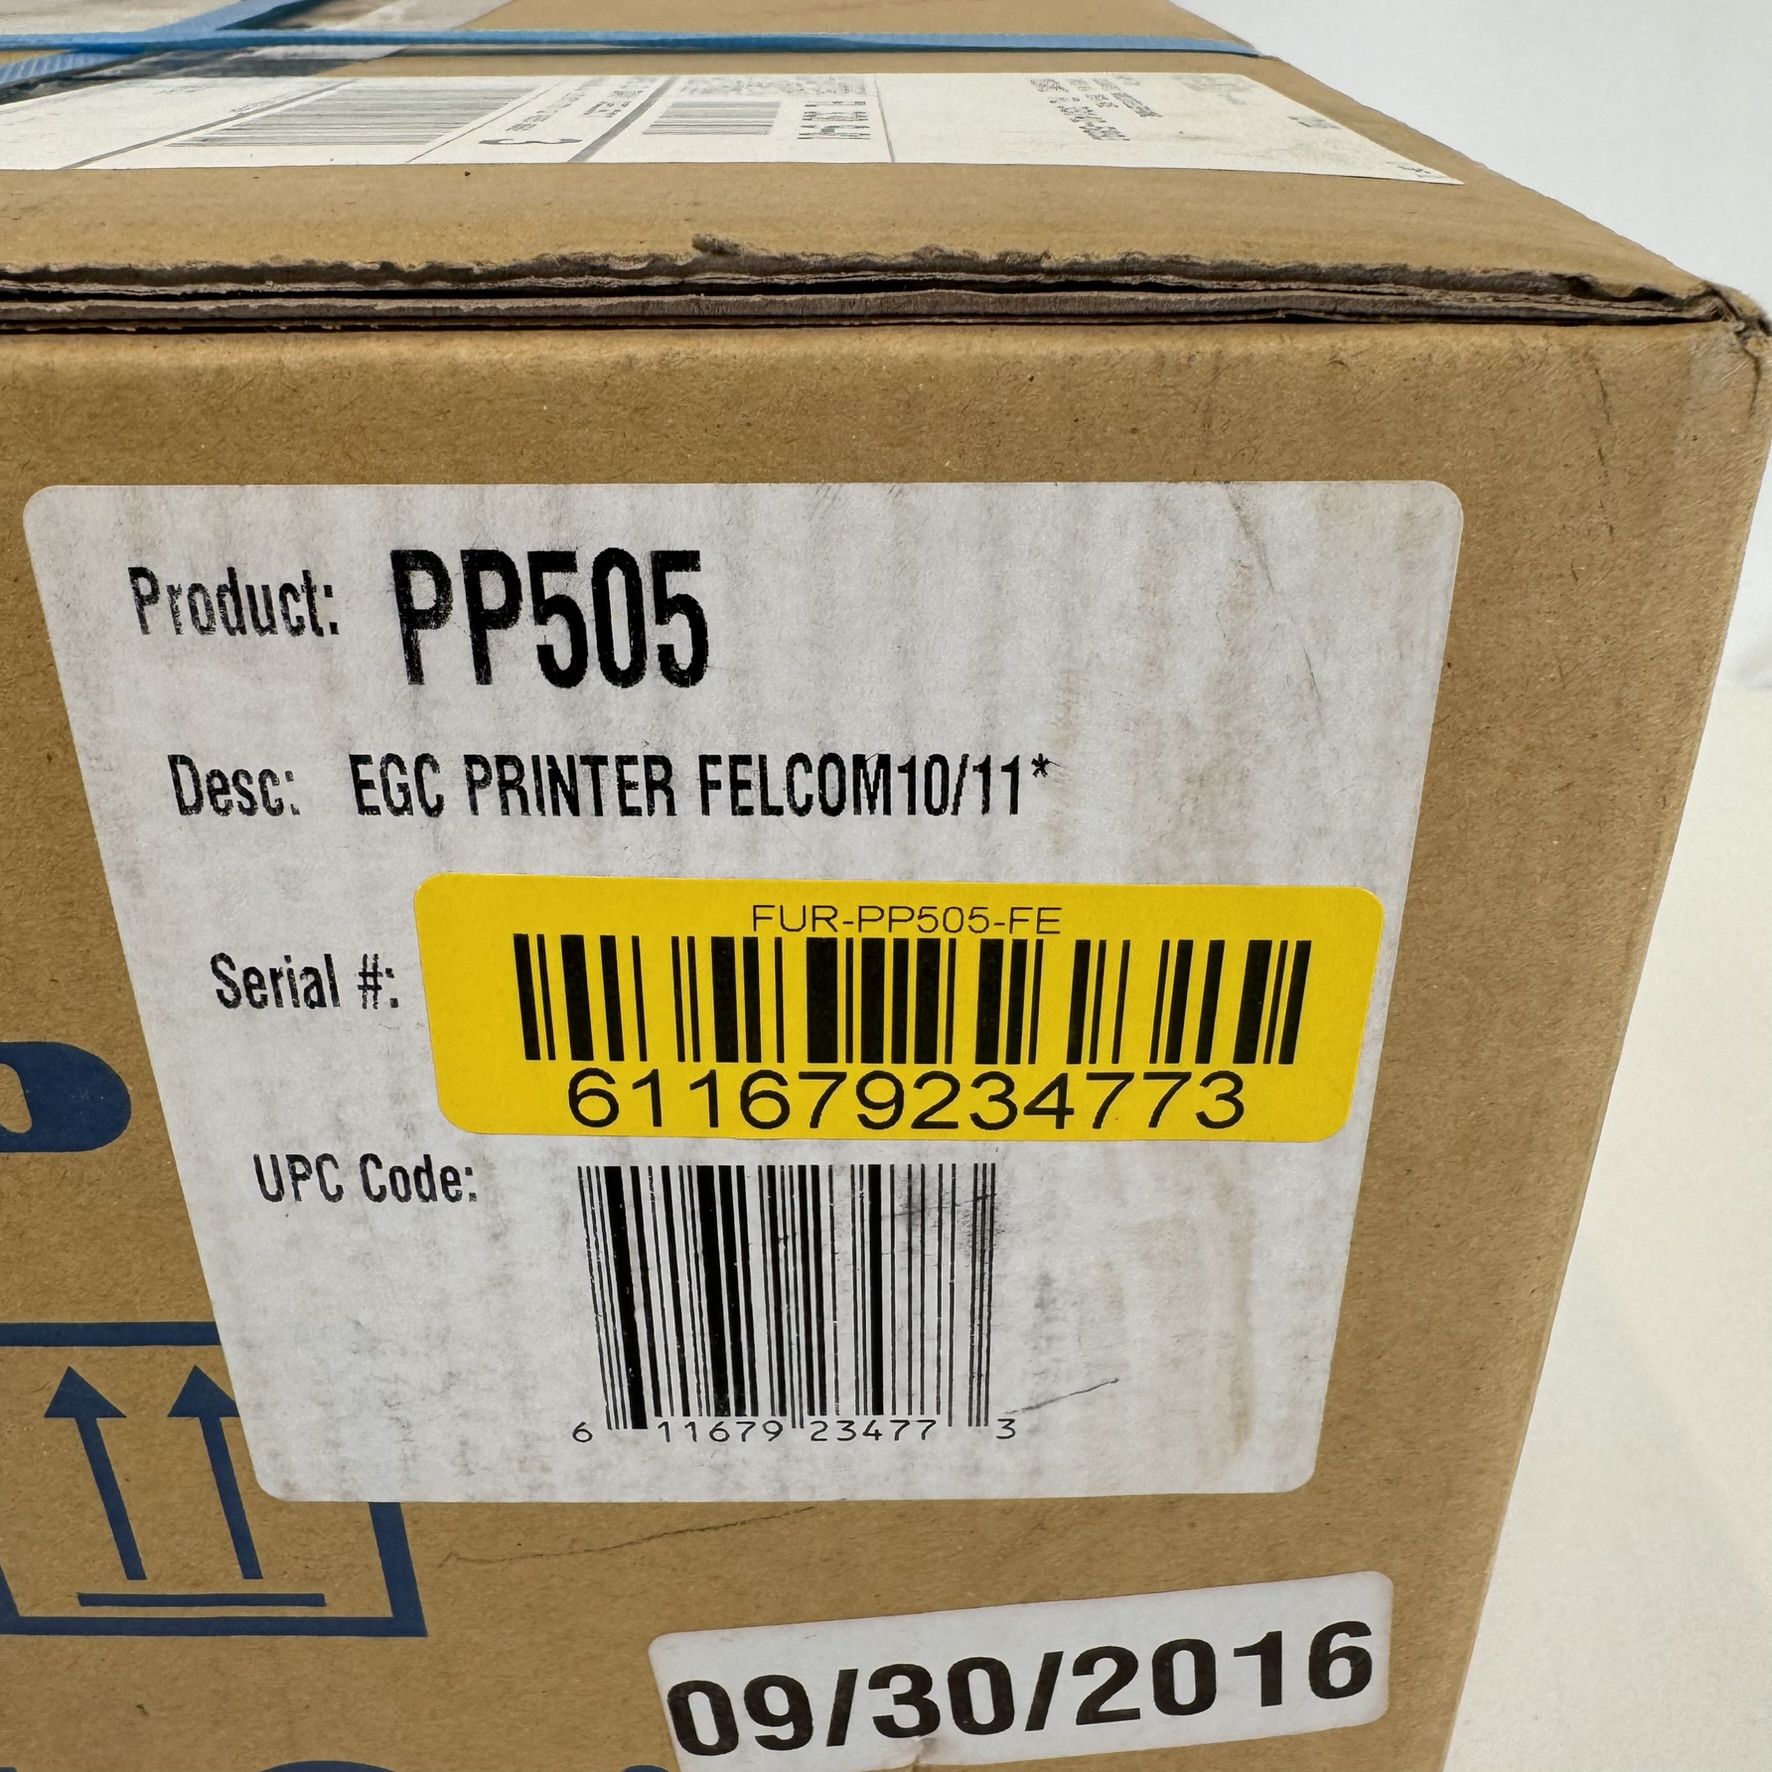 Product: PP505
Desc: EGC PRINTER FELCOM10/11*
FUR-PP505-FE
Serial #:
611679234773
UPC Code:
6 11679 23477 3
09/30/2016